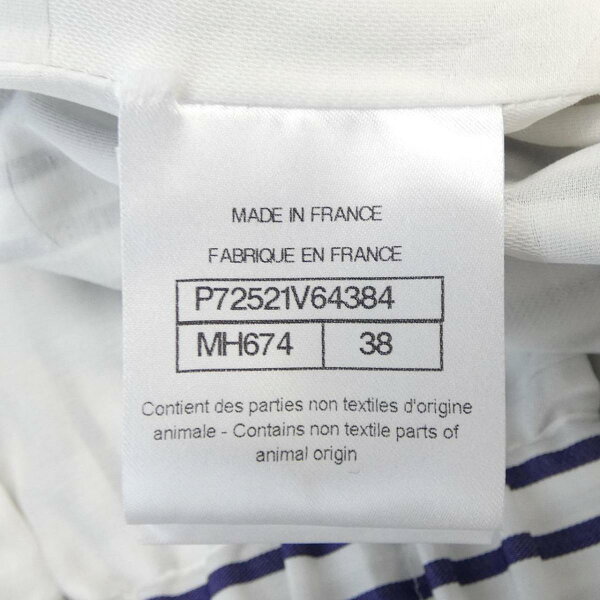 MADE IN FRANCE
FABRIQUE EN FRANCE
P72521V64384
MH674 38
Contient des parties non textiles d'origine
animale - Contains non textile parts of
animal origin